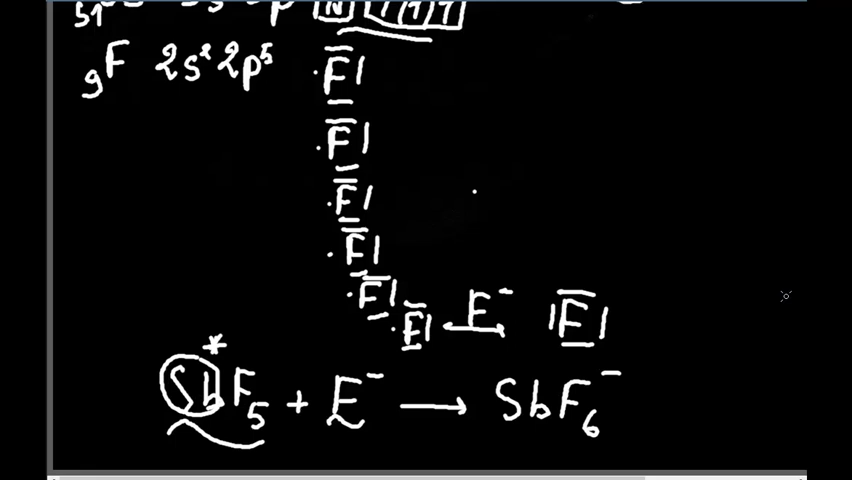 ₉F 2s² 2p⁵ ·F|
·F|
·F|
·F|
·F|
·F| F⁻ |F|
SbF₅* + F⁻ → SbF₆⁻